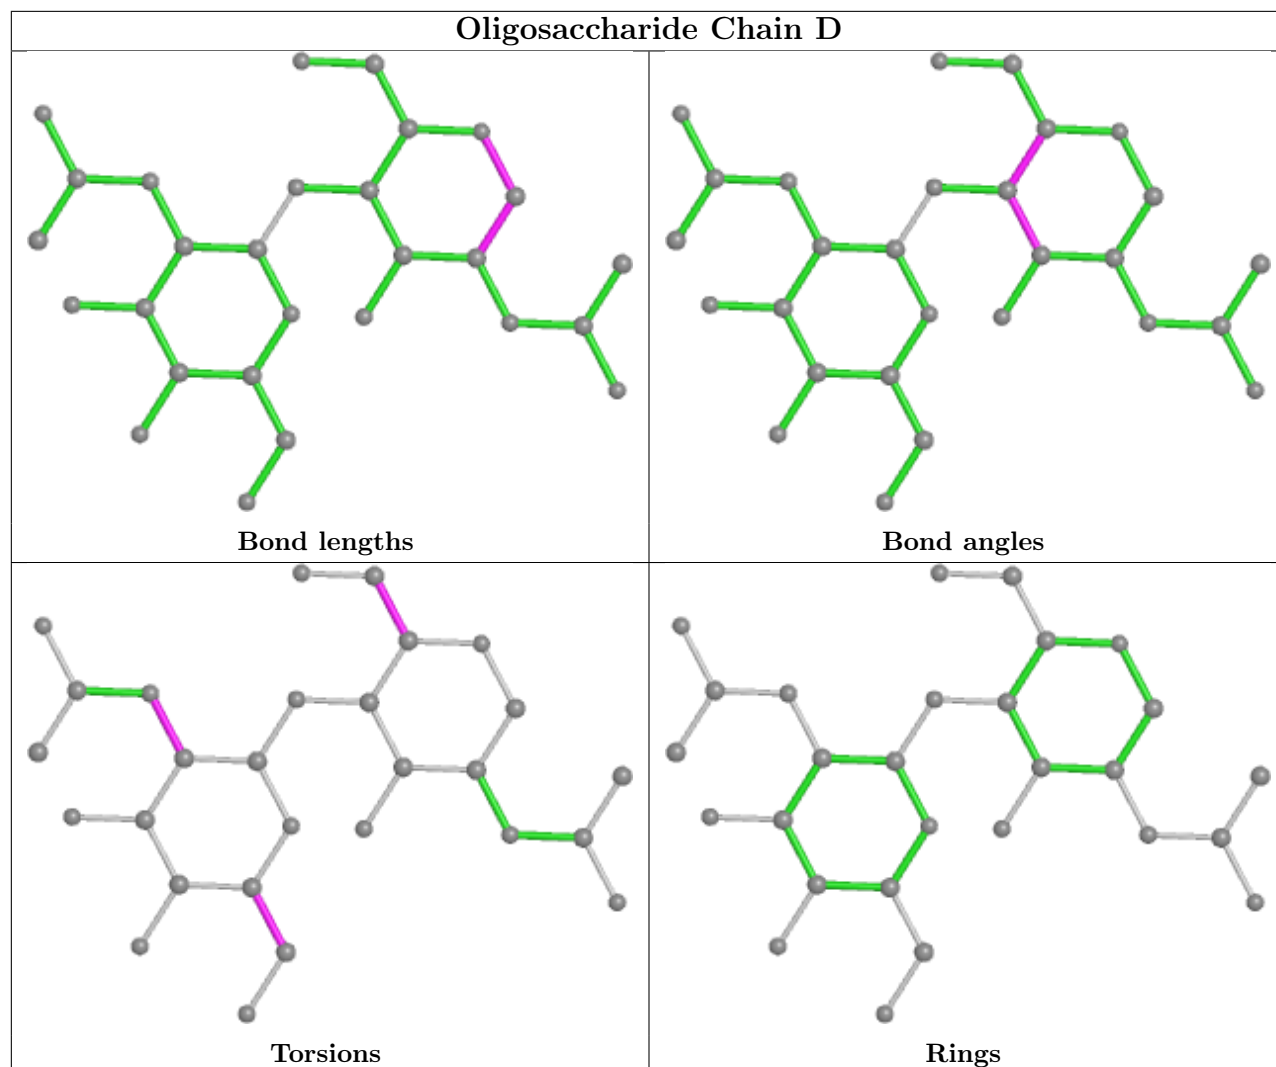 Oligosaccharide Chain D
Bond lengths
Bond angles
Torsions
Rings